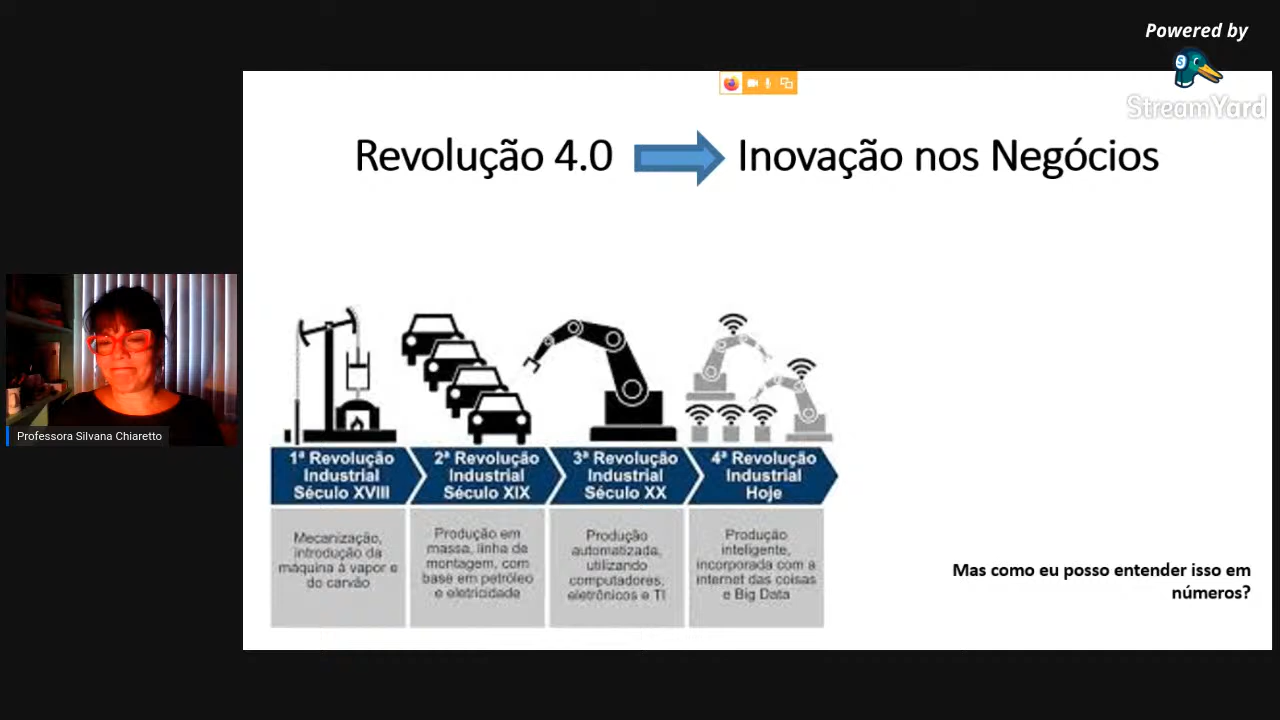 Powered by
StreamYard
Revolução 4.0
Inovação nos Negócios
Professora Silvana Chiaretto
1ª Revolução
Industrial
Século XVIII
2ª Revolução
Industrial
Século XIX
3ª Revolução
Industrial
Século XX
4ª Revolução
Industrial
Hoje
Mecanização,
introdução da
máquina à vapor e
do carvão
Produção em
massa, linha de
montagem, com
base em petróleo
e eletricidade
Produção
automatizada,
utilizando
computadores,
eletrônicos e TI
Produção
inteligente,
incorporada com a
internet das coisas
e Big Data
Mas como eu posso entender isso em
números?